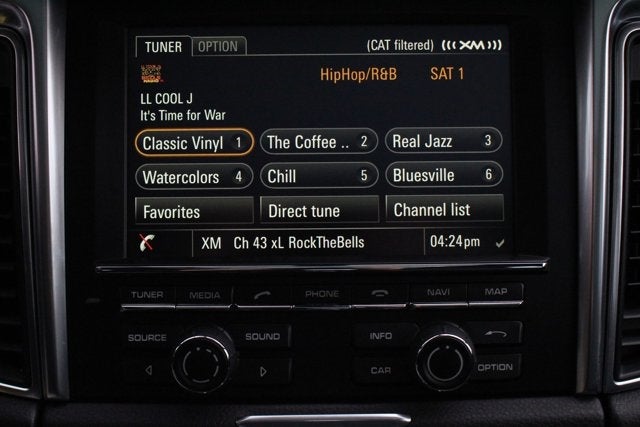 TUNER OPTION (CAT filtered) ((( XM )))
HipHop/R&B SAT 1
LL COOL J
It's Time for War
Classic Vinyl 1 The Coffee .. 2 Real Jazz 3
Watercolors 4 Chill 5 Bluesville 6
Favorites Direct tune Channel list
XM Ch 43 xL RockTheBells 04:24pm
TUNER MEDIA PHONE NAVI MAP
SOURCE SOUND INFO
CAR OPTION